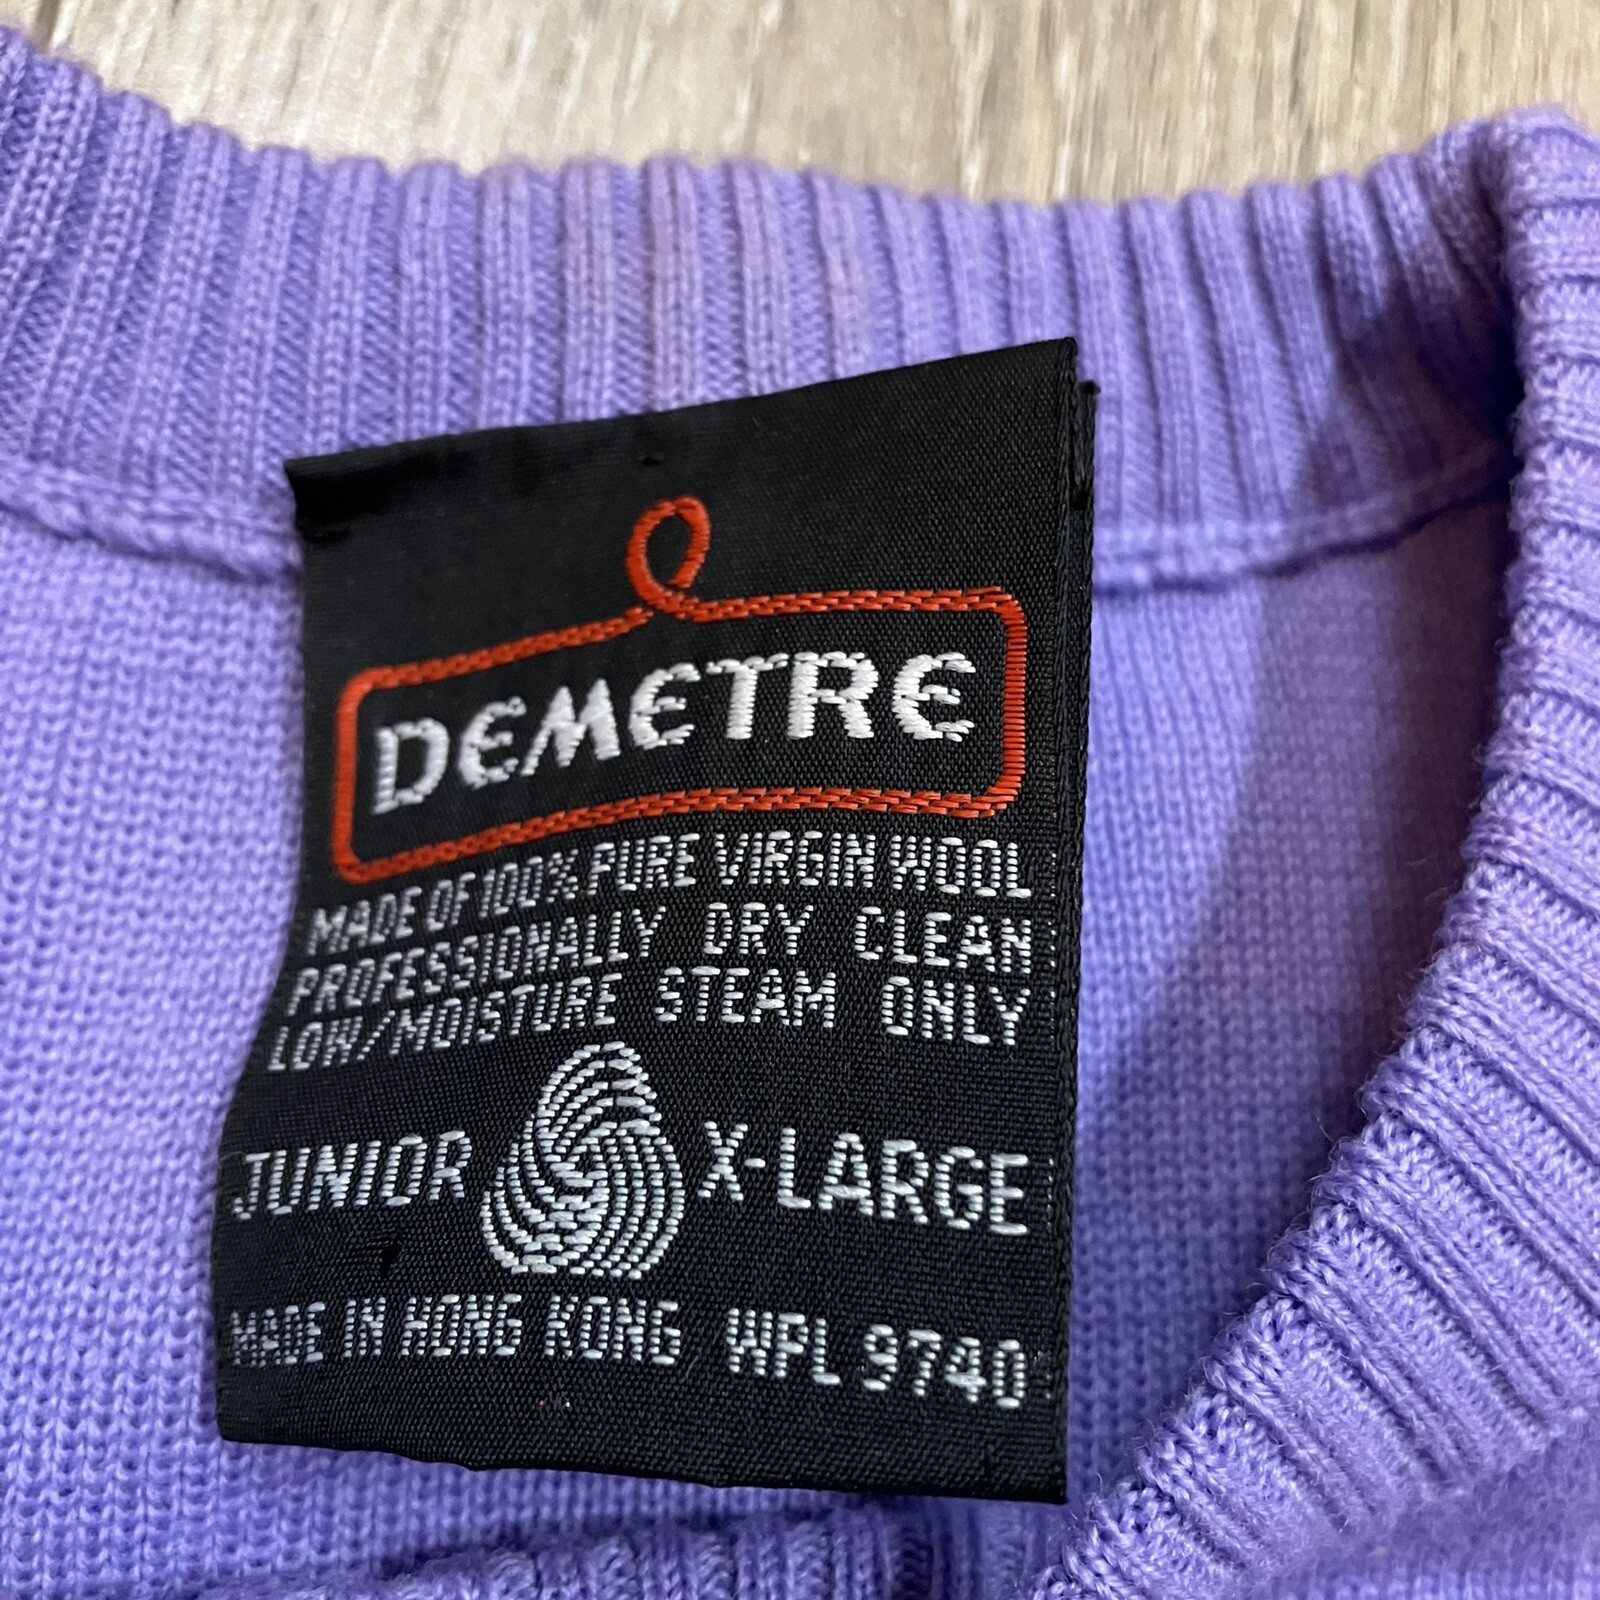 DEMETRE
MADE OF 100% PURE VIRGIN WOOL
PROFESSIONALLY DRY CLEAN
LOW/MOISTURE STEAM ONLY
JUNIOR X-LARGE
MADE IN HONG KONG WPL 9740